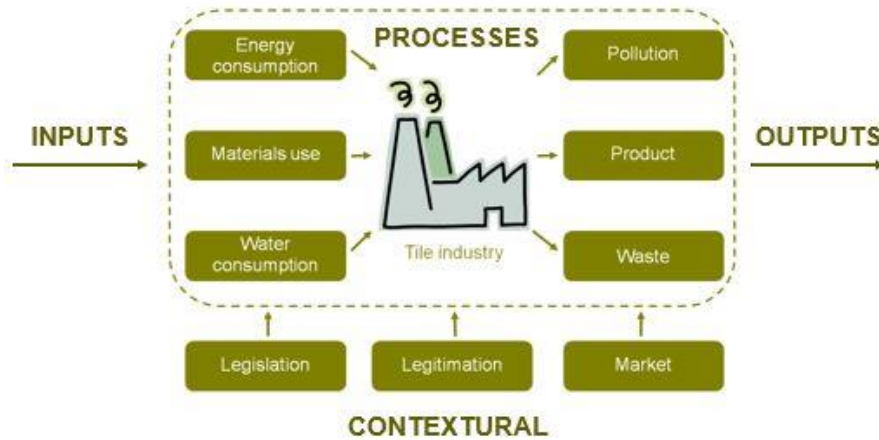 PROCESSES
Energy
consumption
Pollution
INPUTS
Materials use
Product
OUTPUTS
Water
consumption
Tile industry
Waste
Legislation
Legitimation
Market
CONTEXTURAL